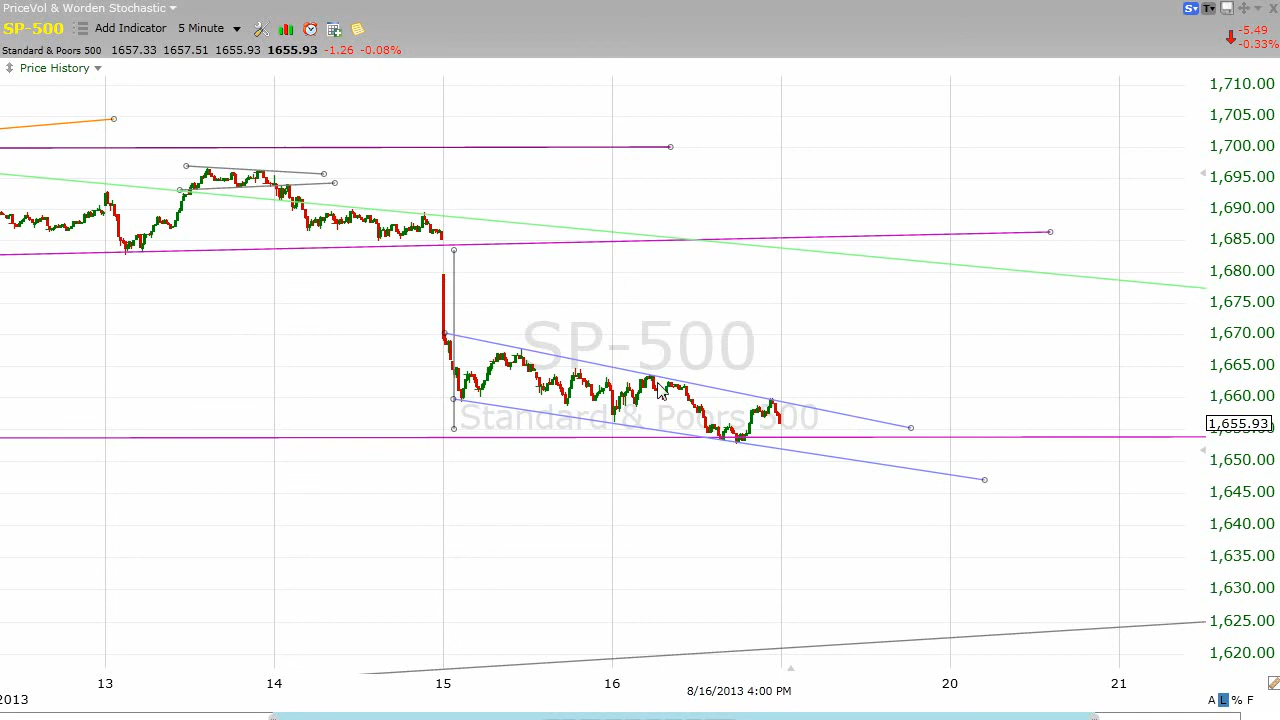 PriceVol & Worden Stochastic
S▾ T▾
SP-500 Add Indicator 5 Minute
-5.49
-0.33%
Standard & Poors 500 1657.33 1657.51 1655.93 1655.93 -1.26 -0.08%
Price History
1,710.00
1,705.00
1,700.00
1,695.00
1,690.00
1,685.00
1,680.00
1,675.00
1,670.00
SP-500
1,665.00
1,660.00
Standard & Poors 500
1,655.93
1,650.00
1,645.00
1,640.00
1,635.00
1,630.00
1,625.00
1,620.00
13 14 15 16 20 21
8/16/2013 4:00 PM
2013
A L % F